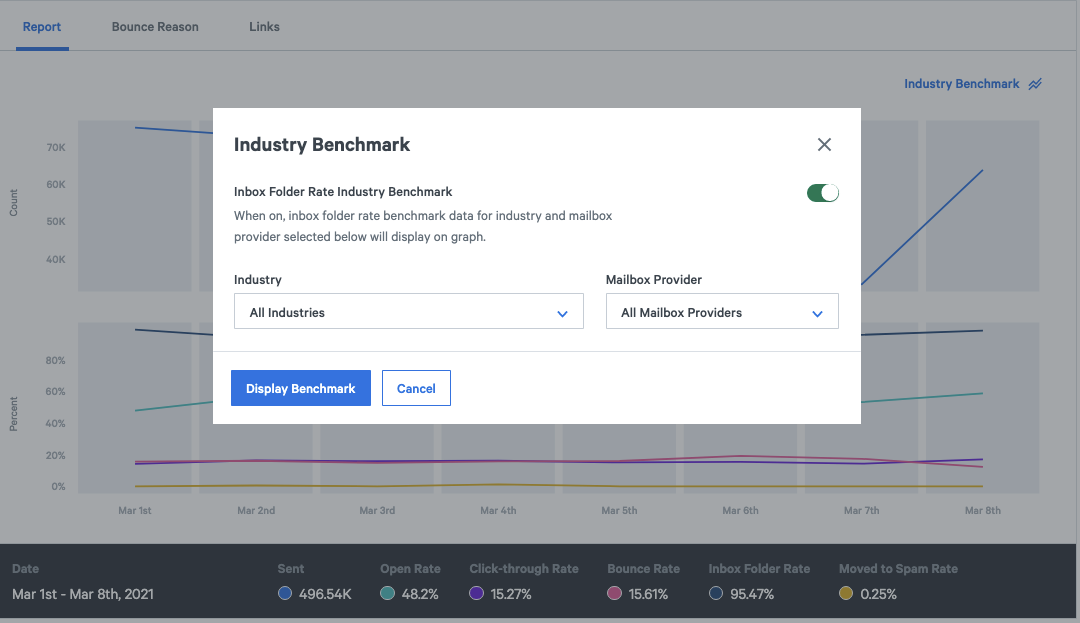 Report Bounce Reason Links
Industry Benchmark
Industry Benchmark
Inbox Folder Rate Industry Benchmark
When on, inbox folder rate benchmark data for industry and mailbox
provider selected below will display on graph.
Industry Mailbox Provider
All Industries All Mailbox Providers
Display Benchmark Cancel
Count
70K
60K
50K
40K
Percent
80%
60%
40%
20%
0%
Mar 1st Mar 2nd Mar 3rd Mar 4th Mar 5th Mar 6th Mar 7th Mar 8th
Date Sent Open Rate Click-through Rate Bounce Rate Inbox Folder Rate Moved to Spam Rate
Mar 1st - Mar 8th, 2021 496.54K 48.2% 15.27% 15.61% 95.47% 0.25%